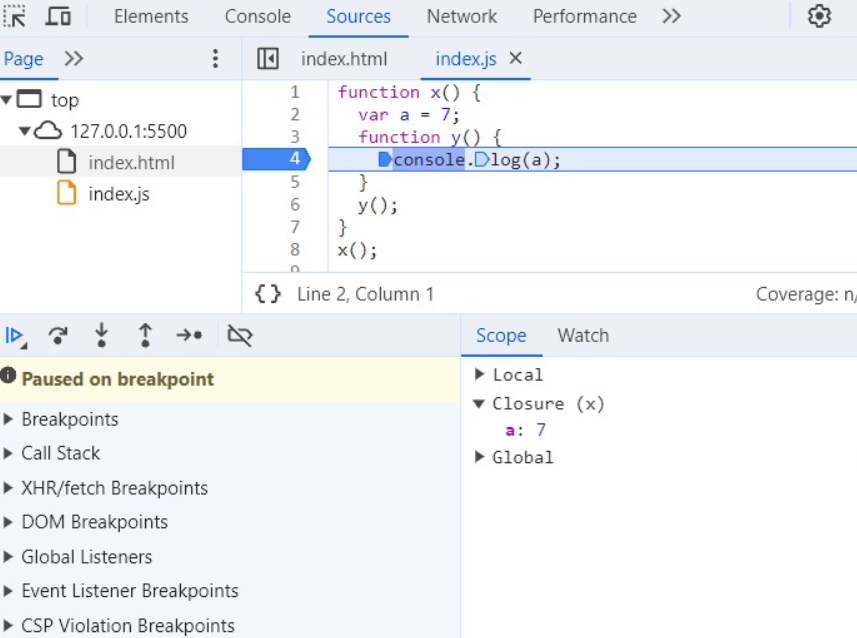 Elements Console Sources Network Performance
Page index.html index.js
top
127.0.0.1:5500
index.html
index.js
1 function x() {
2 var a = 7;
3 function y() {
4 console.log(a);
5 }
6 y();
7 }
8 x();
9
{} Line 2, Column 1 Coverage: n/
Paused on breakpoint
Breakpoints
Call Stack
XHR/fetch Breakpoints
DOM Breakpoints
Global Listeners
Event Listener Breakpoints
CSP Violation Breakpoints
Scope Watch
Local
Closure (x)
a: 7
Global